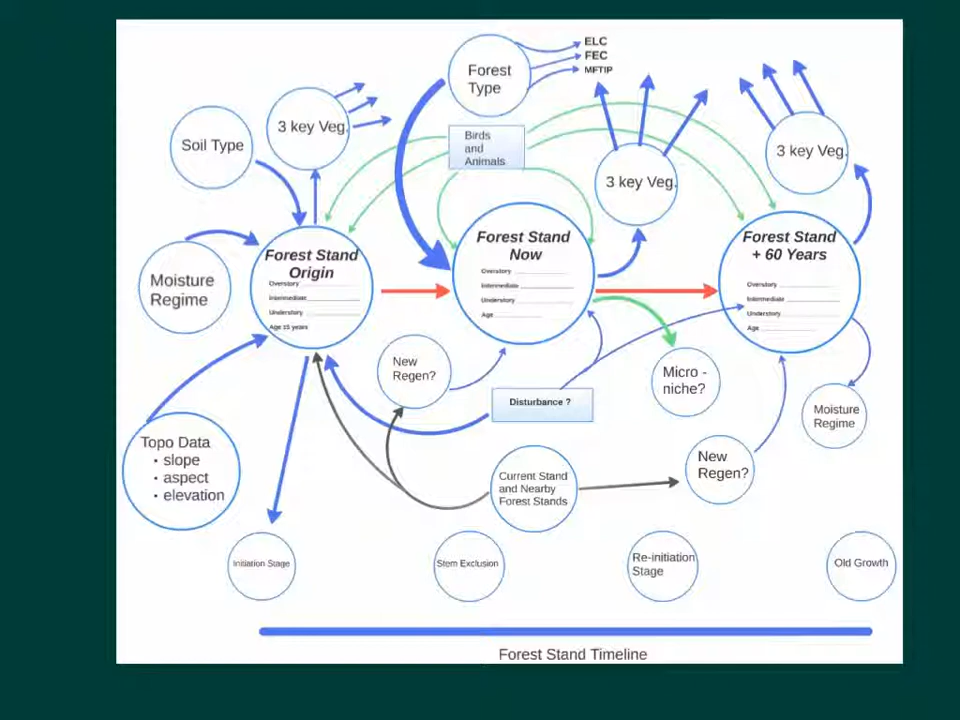 ELC
FEC
MFTIP
Forest
Type
3 key Veg.
Soil Type
Birds
and
Animals
3 key Veg.
3 key Veg.
Forest Stand
Origin
Overstory
Intermediate
Understory
Age ±5 years
Forest Stand
Now
Overstory
Intermediate
Understory
Age
Forest Stand
+ 60 Years
Overstory
Intermediate
Understory
Age
Moisture
Regime
New
Regen?
Micro -
niche?
Disturbance ?
Moisture
Regime
Topo Data
• slope
• aspect
• elevation
Current Stand
and Nearby
Forest Stands
New
Regen?
Initiation Stage
Stem Exclusion
Re-initiation
Stage
Old Growth
Forest Stand Timeline